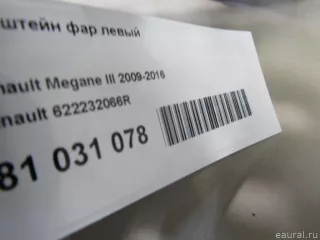 штейн фар левый
nault Megane III 2009-2016
nault 622232066R
81 031 078
eaural.ru